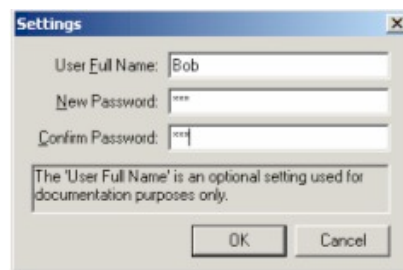 Settings
User Full Name: Bob
New Password: ***
Confirm Password: ***
The 'User Full Name' is an optional setting used for
documentation purposes only.
OK Cancel